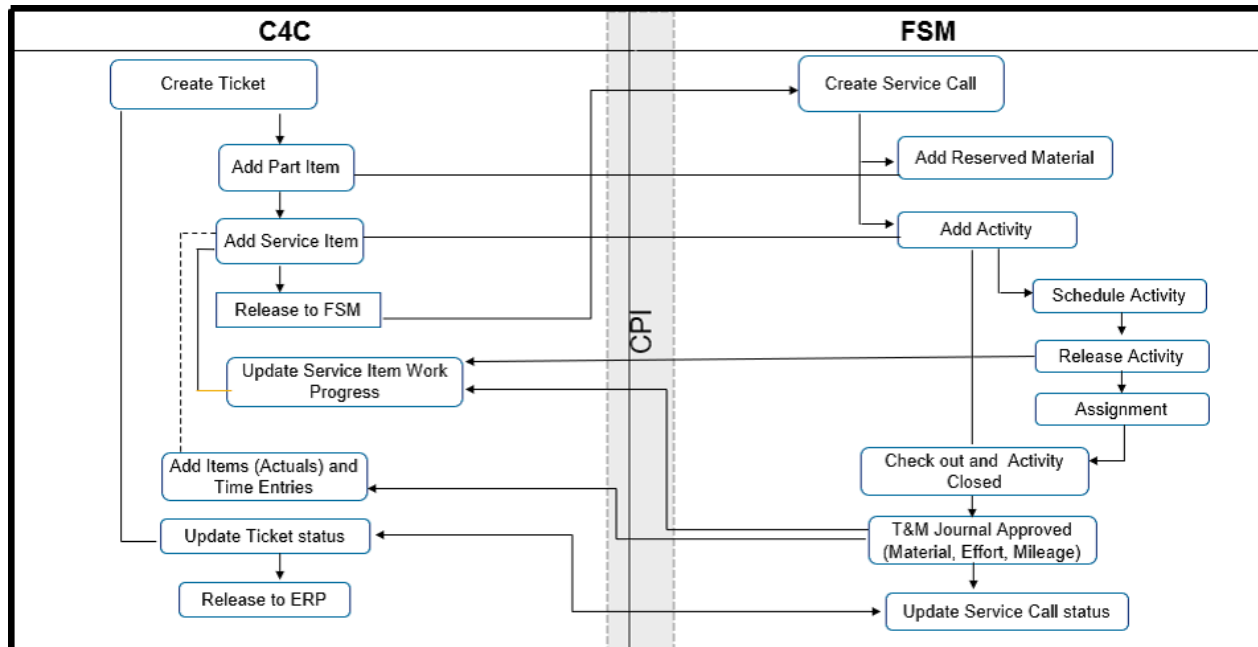 C4C
FSM
Create Ticket
Create Service Call
Add Part Item
Add Reserved Material
Add Service Item
Add Activity
Release to FSM
Schedule Activity
CPI
Update Service Item Work
Progress
Release Activity
Assignment
Add Items (Actuals) and
Time Entries
Check out and Activity
Closed
Update Ticket status
T&M Journal Approved
(Material, Effort, Mileage)
Release to ERP
Update Service Call status